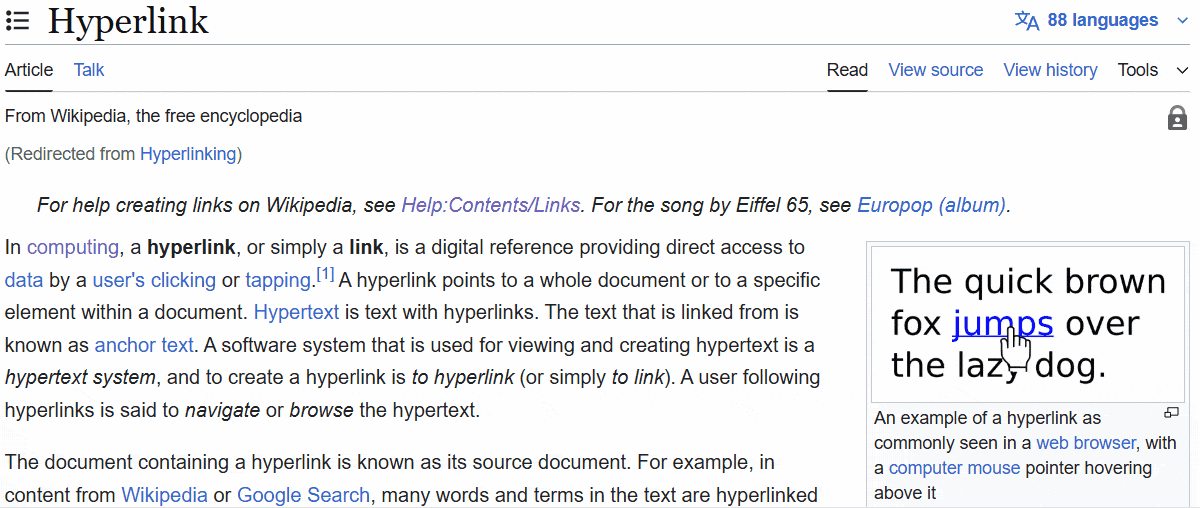 Hyperlink
88 languages
Article Talk
Read View source View history Tools
From Wikipedia, the free encyclopedia
(Redirected from Hyperlinking)
For help creating links on Wikipedia, see Help:Contents/Links. For the song by Eiffel 65, see Europop (album).
In computing, a hyperlink, or simply a link, is a digital reference providing direct access to
data by a user's clicking or tapping.[1] A hyperlink points to a whole document or to a specific
element within a document. Hypertext is text with hyperlinks. The text that is linked from is
known as anchor text. A software system that is used for viewing and creating hypertext is a
hypertext system, and to create a hyperlink is to hyperlink (or simply to link). A user following
hyperlinks is said to navigate or browse the hypertext.
The document containing a hyperlink is known as its source document. For example, in
content from Wikipedia or Google Search, many words and terms in the text are hyperlinked
The quick brown
fox jumps over
the lazy dog.
An example of a hyperlink as
commonly seen in a web browser, with
a computer mouse pointer hovering
above it